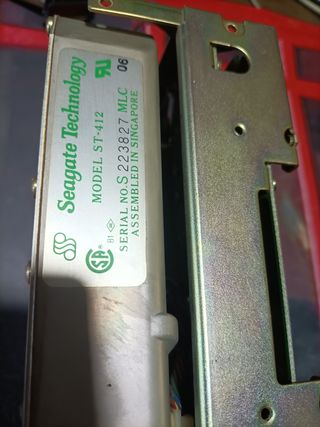 Seagate Technology
MODEL ST-412
SERIAL NO. S 223827 MLC 06
ASSEMBLED IN SINGAPORE